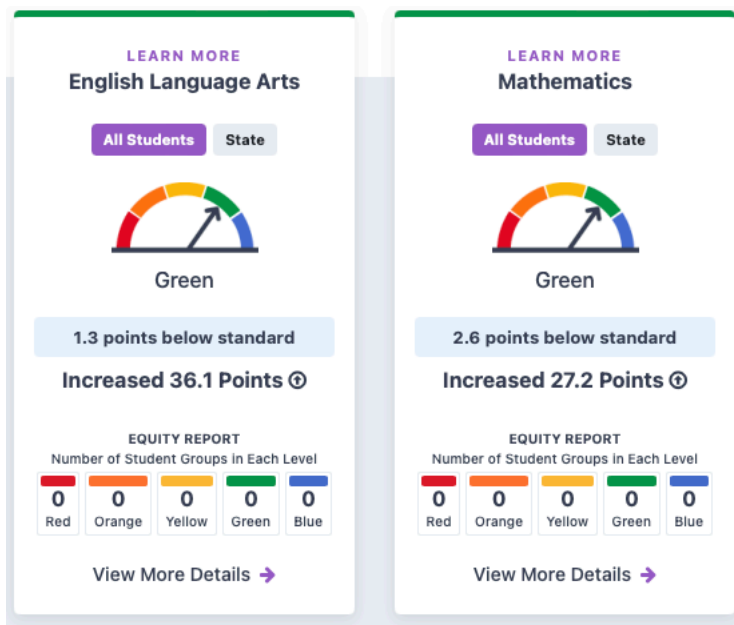 LEARN MORE
English Language Arts
All Students State
Green
1.3 points below standard
Increased 36.1 Points
EQUITY REPORT
Number of Student Groups in Each Level
0 0 0 0 0
Red Orange Yellow Green Blue
View More Details
LEARN MORE
Mathematics
All Students State
Green
2.6 points below standard
Increased 27.2 Points
EQUITY REPORT
Number of Student Groups in Each Level
0 0 0 0 0
Red Orange Yellow Green Blue
View More Details